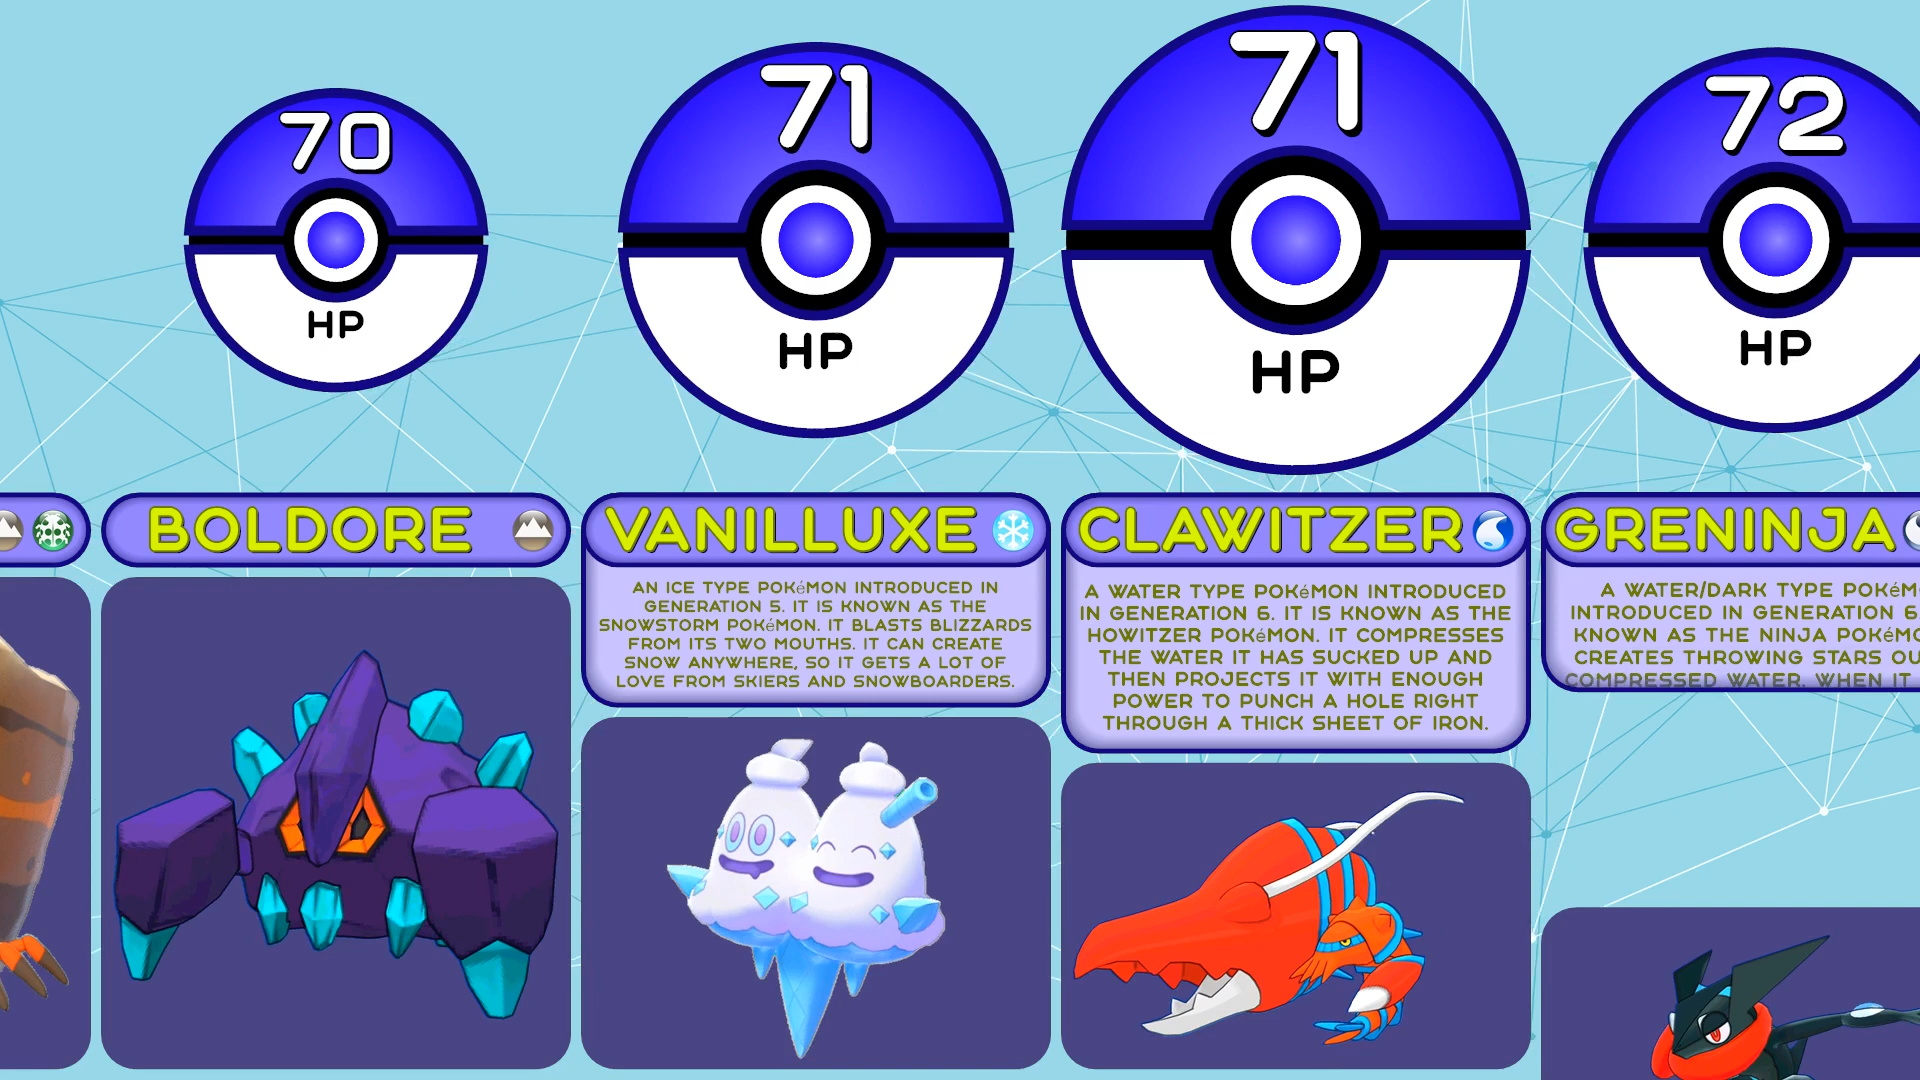 70
HP
BOLDORE
71
HP
VANILLUXE
AN ICE TYPE POKéMON INTRODUCED IN
GENERATION 5. IT IS KNOWN AS THE
SNOWSTORM POKéMON. IT BLASTS BLIZZARDS
FROM ITS TWO MOUTHS. IT CAN CREATE
SNOW ANYWHERE, SO IT GETS A LOT OF
LOVE FROM SKIERS AND SNOWBOARDERS.
71
HP
CLAWITZER
A WATER TYPE POKéMON INTRODUCED
IN GENERATION 6. IT IS KNOWN AS THE
HOWITZER POKéMON. IT COMPRESSES
THE WATER IT HAS SUCKED UP AND
THEN PROJECTS IT WITH ENOUGH
POWER TO PUNCH A HOLE RIGHT
THROUGH A THICK SHEET OF IRON.
72
HP
GRENINJA
A WATER/DARK TYPE POKéM
INTRODUCED IN GENERATION 6
KNOWN AS THE NINJA POKéM
CREATES THROWING STARS OU
COMPRESSED WATER. WHEN IT